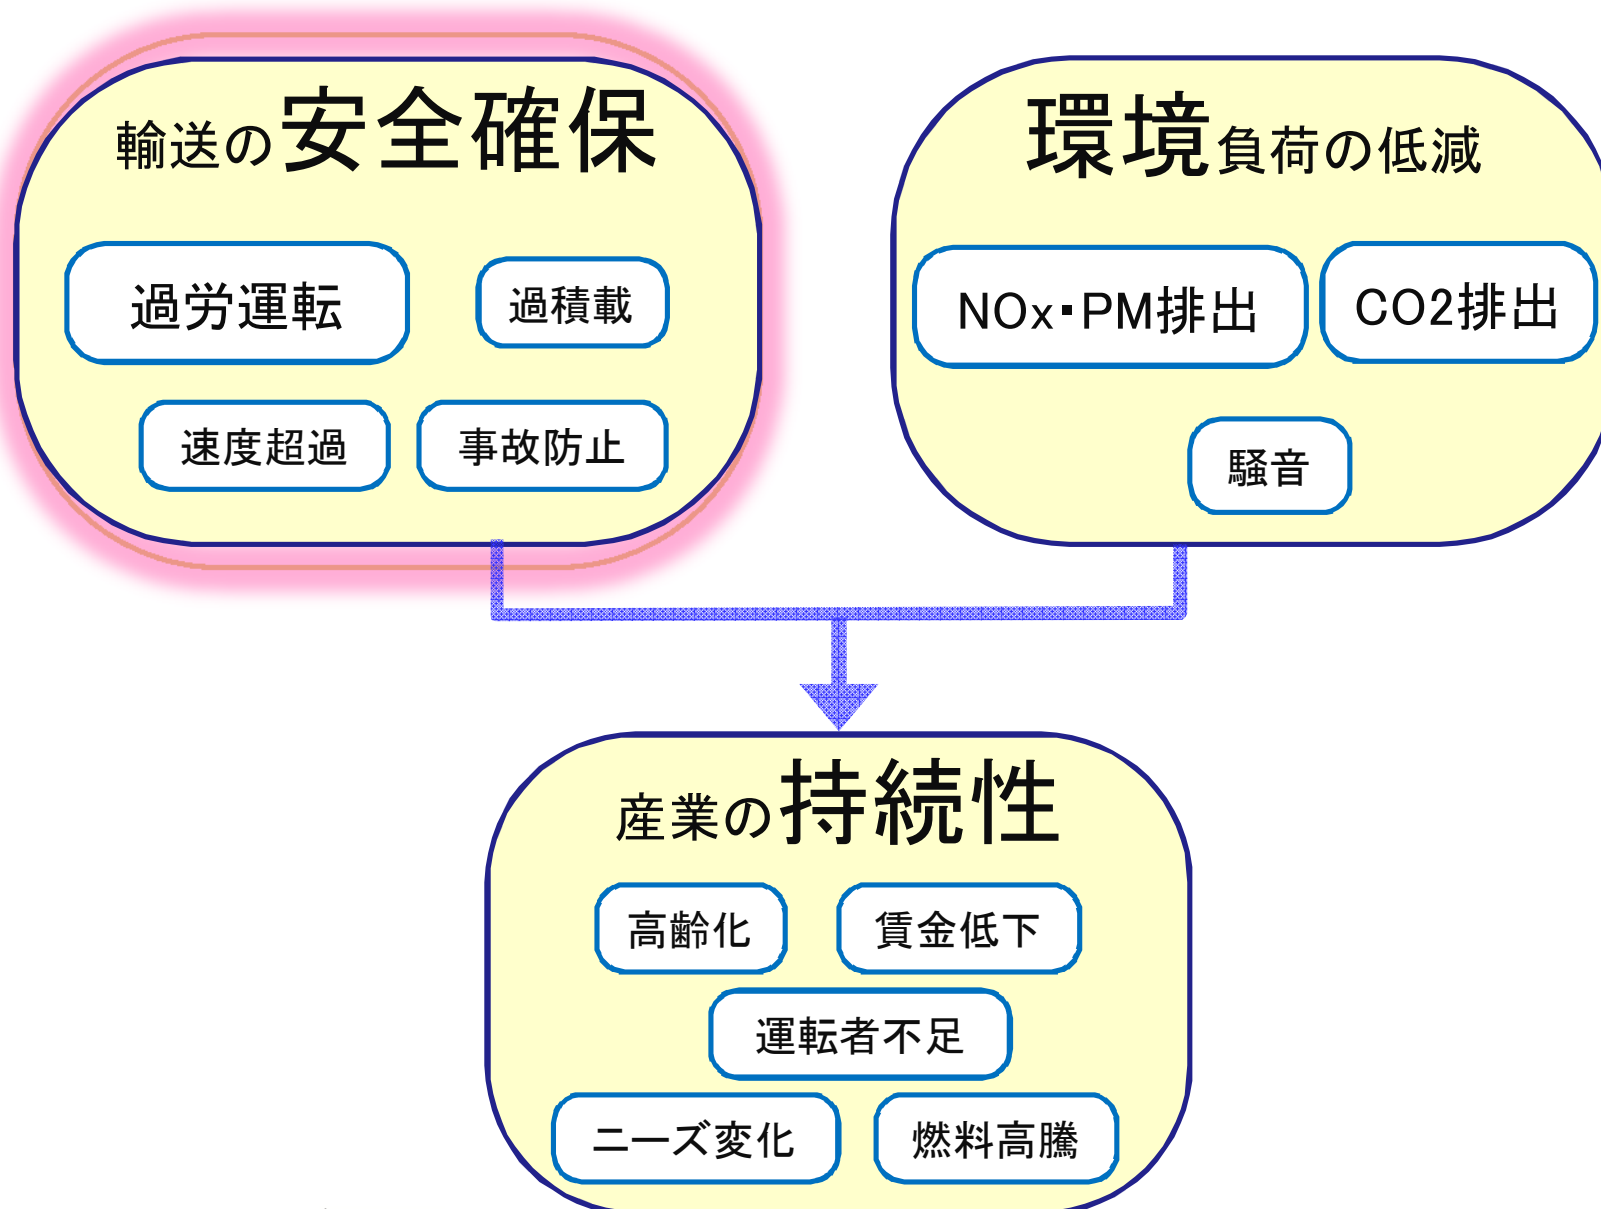 輸送の安全確保
過労運転
過積載
速度超過
事故防止
環境負荷の低減
NOx・PM排出
CO2排出
騒音
産業の持続性
高齢化
賃金低下
運転者不足
ニーズ変化
燃料高騰